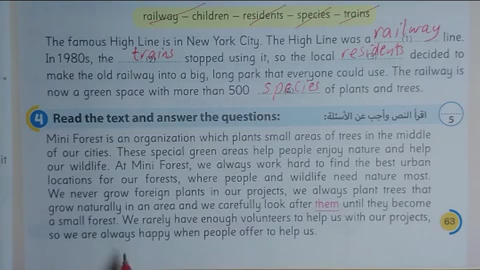 railway – children – residents – species – trains
The famous High Line is in New York City. The High Line was a railway (1) line.
In 1980s, the trains stopped using it, so the local residents decided to
make the old railway into a big, long park that everyone could use. The railway is
now a green space with more than 500 species of plants and trees.
4 Read the text and answer the questions: اقرأ النص وأجب عن الأسئلة:
5
Mini Forest is an organization which plants small areas of trees in the middle
of our cities. These special green areas help people enjoy nature and help
our wildlife. At Mini Forest, we always work hard to find the best urban
it
locations for our forests, where people and wildlife need nature most.
We never grow foreign plants in our projects, we always plant trees that
grow naturally in an area and we carefully look after them until they become
a small forest. We rarely have enough volunteers to help us with our projects,
63
so we are always happy when people offer to help us.